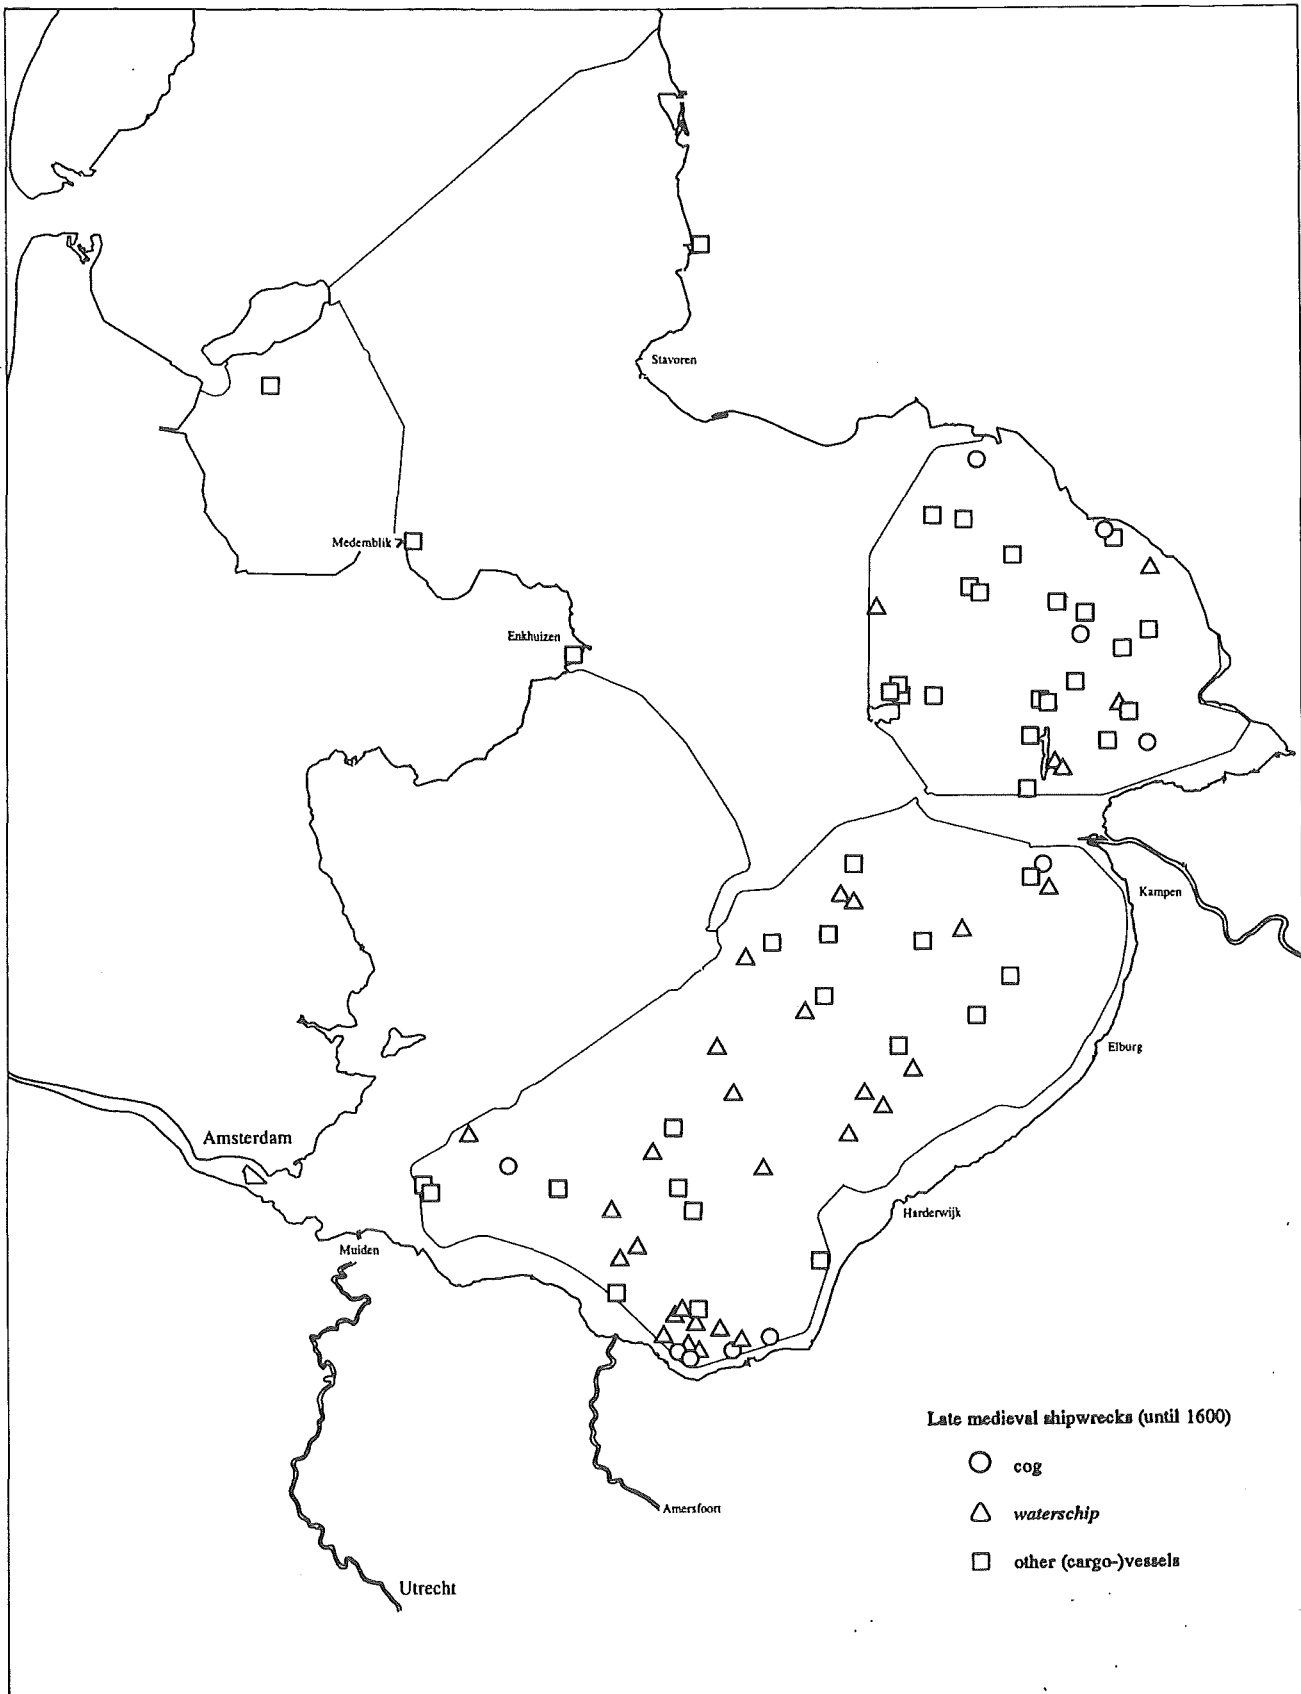 Stavoren
Medemblik
Enkhuizen
Kampen
Elburg
Amsterdam
Harderwijk
Muiden
Late medieval shipwrecks (until 1600)
cog
waterschip
other (cargo-)vessels
Amersfoort
Utrecht